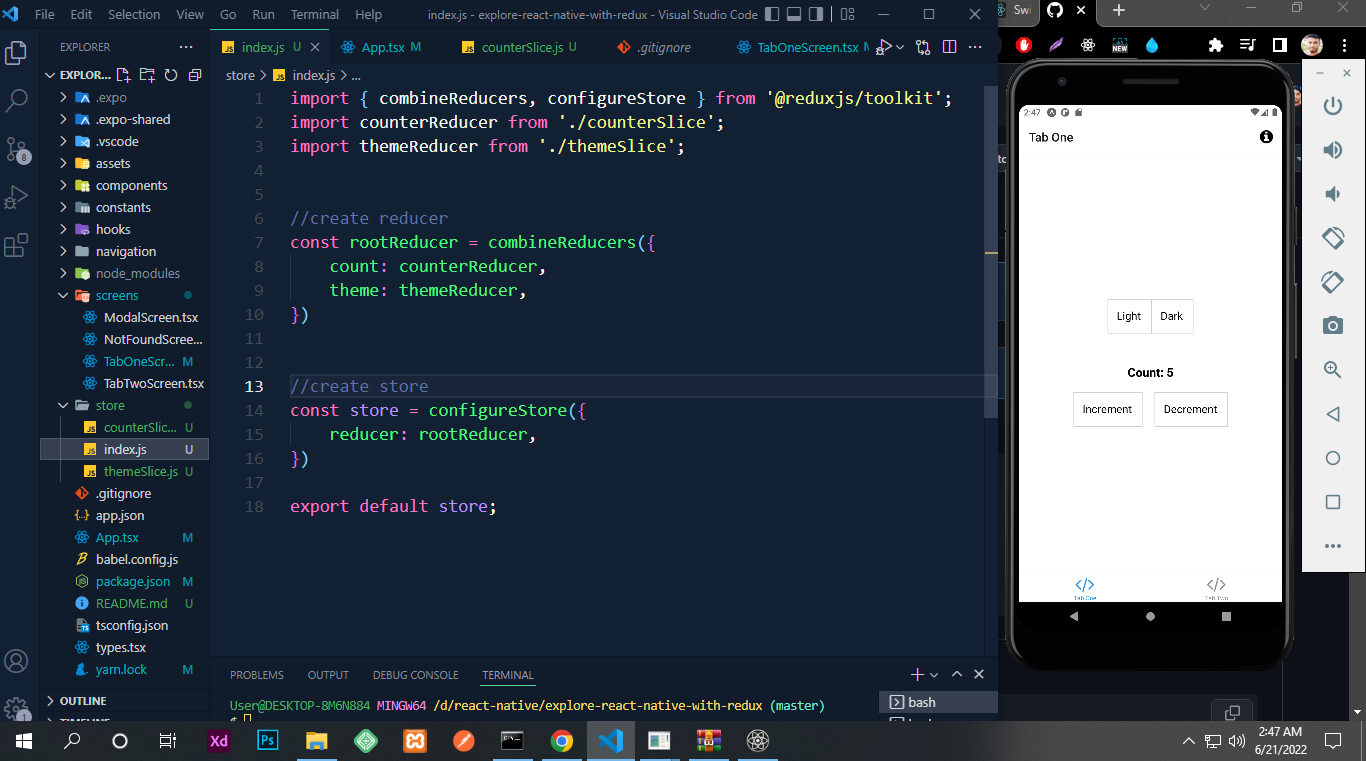 File Edit Selection View Go Run Terminal Help index.js - explore-react-native-with-redux - Visual Studio Code
EXPLORER
EXPLOR...
.expo
.expo-shared
.vscode
assets
components
constants
hooks
navigation
node_modules
screens
ModalScreen.tsx
NotFoundScree...
TabOneScr... M
TabTwoScreen.tsx
store
counterSlic... U
index.js U
themeSlice.js U
.gitignore
app.json
App.tsx M
babel.config.js
package.json M
README.md U
tsconfig.json
types.tsx
yarn.lock M
OUTLINE
TIMELINE
8
1
index.js U App.tsx M counterSlice.js U .gitignore TabOneScreen.tsx M
store > index.js > ...
1 import { combineReducers, configureStore } from '@reduxjs/toolkit';
2 import counterReducer from './counterSlice';
3 import themeReducer from './themeSlice';
4
5
6 //create reducer
7 const rootReducer = combineReducers({
8 count: counterReducer,
9 theme: themeReducer,
10 })
11
12
13 //create store
14 const store = configureStore({
15 reducer: rootReducer,
16 })
17
18 export default store;
PROBLEMS OUTPUT DEBUG CONSOLE TERMINAL
User@DESKTOP-8M6N884 MINGW64 /d/react-native/explore-react-native-with-redux (master)
$
bash
Sw
NEW
2:47
Tab One
Light Dark
Count: 5
Increment Decrement
Tab One Tab Two
Xd Ps
2:47 AM
6/21/2022